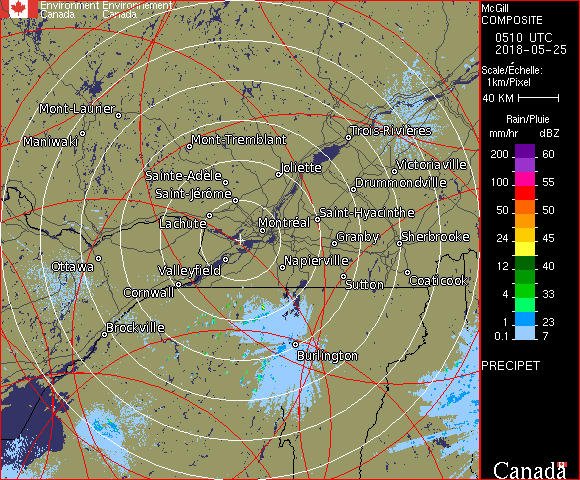 Environment Environnement
Canada Canada
McGill
COMPOSITE
0510 UTC
2018-05-25
Scale/Échelle:
1km/Pixel
40 KM
Rain/Pluie
mm/hr dBZ
200 60
100 55
50 50
24 45
12 40
4 33
1 23
0.1 7
PRECIPET
Canada
Mont-Laurier
Maniwaki
Mont-Tremblant
Trois-Rivières
Sainte-Adèle
Joliette
Victoriaville
Saint-Jérôme
Drummondville
Lachute
Montréal
Saint-Hyacinthe
Granby
Sherbrooke
Ottawa
Valleyfield
Napierville
Cornwall
Sutton
Coaticook
Brockville
Burlington